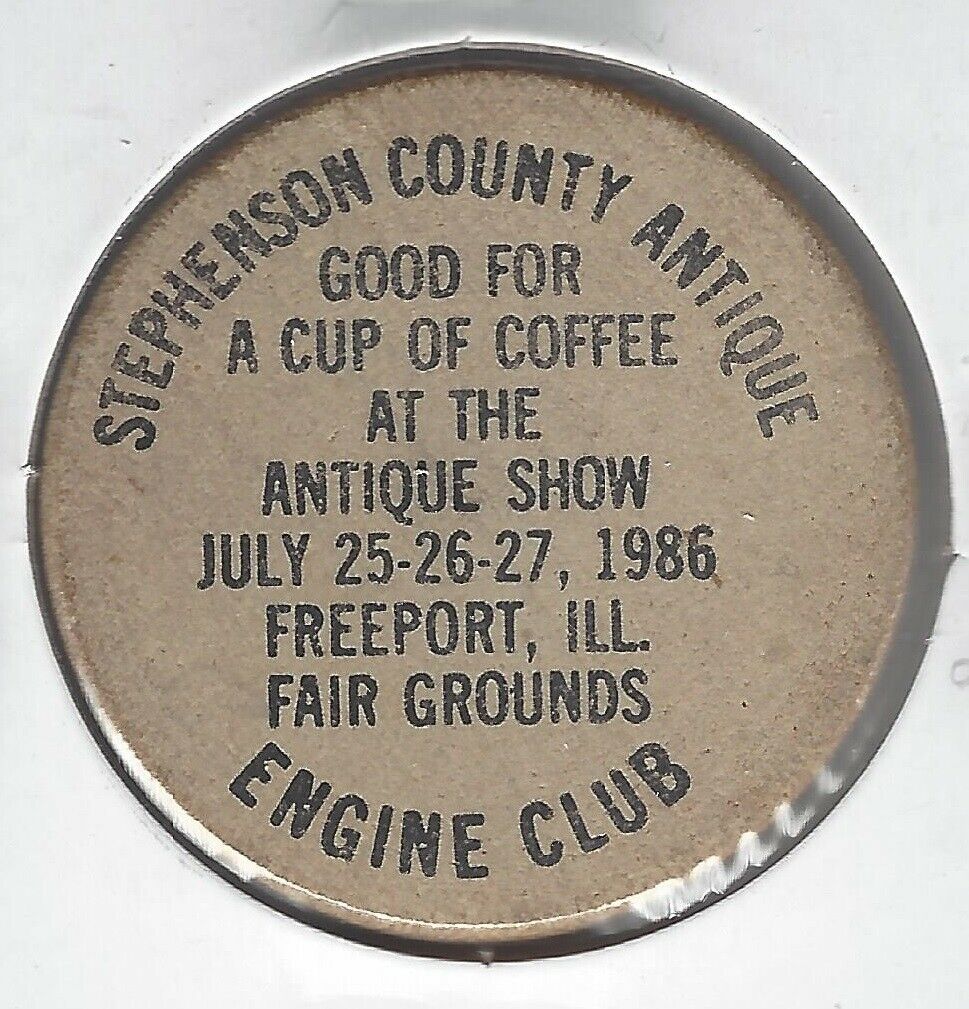 STEPHENSON COUNTY ANTIQUE
GOOD FOR
A CUP OF COFFEE
AT THE
ANTIQUE SHOW
JULY 25-26-27, 1986
FREEPORT, ILL.
FAIR GROUNDS
ENGINE CLUB